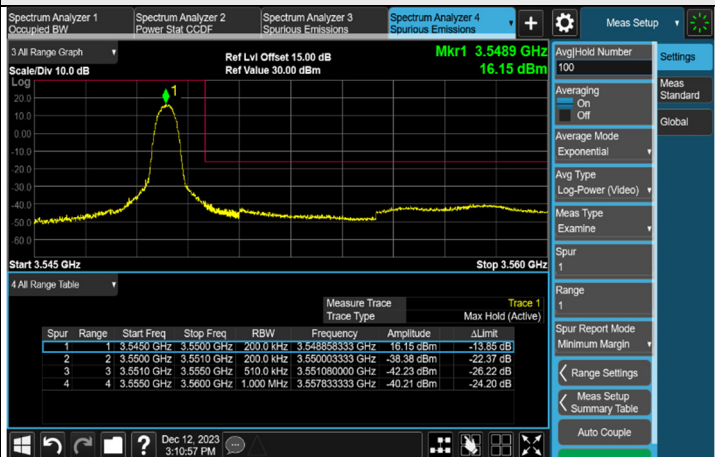 Spectrum Analyzer 1
Occupied BW
Spectrum Analyzer 2
Power Stat CCDF
Spectrum Analyzer 3
Spurious Emissions
Spectrum Analyzer 4
Spurious Emissions
Meas Setup
3 All Range Graph
Scale/Div 10.0 dB
Ref Lvl Offset 15.00 dB
Ref Value 30.00 dBm
Mkr1 3.5489 GHz
16.15 dBm
Log
1
20.0
10.0
0.00
-10.0
-20.0
-30.0
-40.0
-50.0
-60.0
Start 3.545 GHz
Stop 3.560 GHz
4 All Range Table
Measure Trace Trace 1
Trace Type Max Hold (Active)
Spur Range Start Freq Stop Freq RBW Frequency Amplitude ΔLimit
1 1 3.5450 GHz 3.5500 GHz 200.0 kHz 3.548858333 GHz 16.15 dBm -13.85 dB
2 2 3.5500 GHz 3.5510 GHz 200.0 kHz 3.550003333 GHz -38.38 dBm -22.37 dB
3 3 3.5510 GHz 3.5550 GHz 510.0 kHz 3.551080000 GHz -42.23 dBm -26.22 dB
4 4 3.5550 GHz 3.5600 GHz 1.000 MHz 3.557833333 GHz -40.21 dBm -24.20 dB
Dec 12, 2023
3:10:57 PM
Avg|Hold Number
100
Averaging
On
Off
Average Mode
Exponential
Avg Type
Log-Power (Video)
Meas Type
Examine
Spur
1
Range
1
Spur Report Mode
Minimum Margin
Range Settings
Meas Setup
Summary Table
Auto Couple
Settings
Meas
Standard
Global